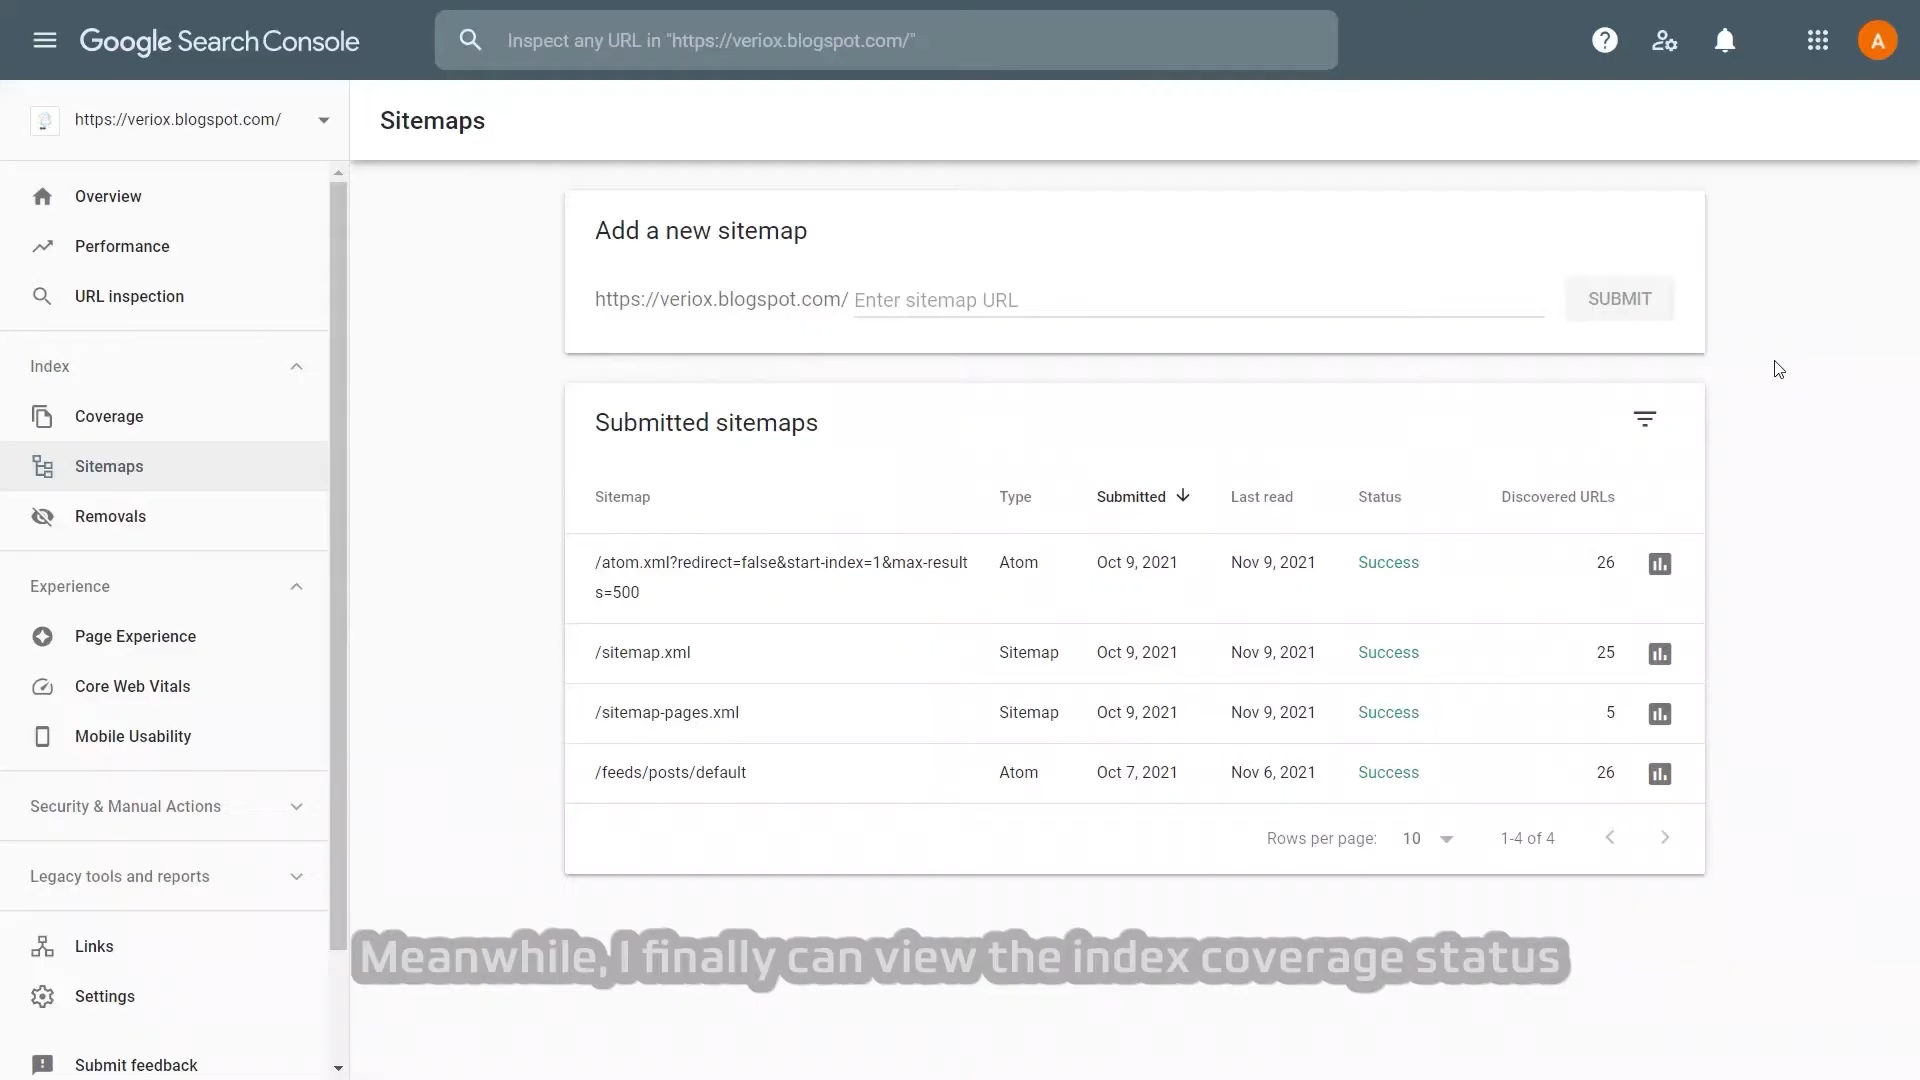 Google Search Console
Inspect any URL in "https://veriox.blogspot.com/"
A
https://veriox.blogspot.com/
Sitemaps
Overview
Performance
URL inspection
Index
Coverage
Sitemaps
Removals
Experience
Page Experience
Core Web Vitals
Mobile Usability
Security & Manual Actions
Legacy tools and reports
Links
Settings
Submit feedback
Add a new sitemap
https://veriox.blogspot.com/ Enter sitemap URL
SUBMIT
Submitted sitemaps
Sitemap Type Submitted Last read Status Discovered URLs
/atom.xml?redirect=false&start-index=1&max-result Atom Oct 9, 2021 Nov 9, 2021 Success 26
s=500
/sitemap.xml Sitemap Oct 9, 2021 Nov 9, 2021 Success 25
/sitemap-pages.xml Sitemap Oct 9, 2021 Nov 9, 2021 Success 5
/feeds/posts/default Atom Oct 7, 2021 Nov 6, 2021 Success 26
Rows per page: 10 1-4 of 4
Meanwhile, I finally can view the index coverage status